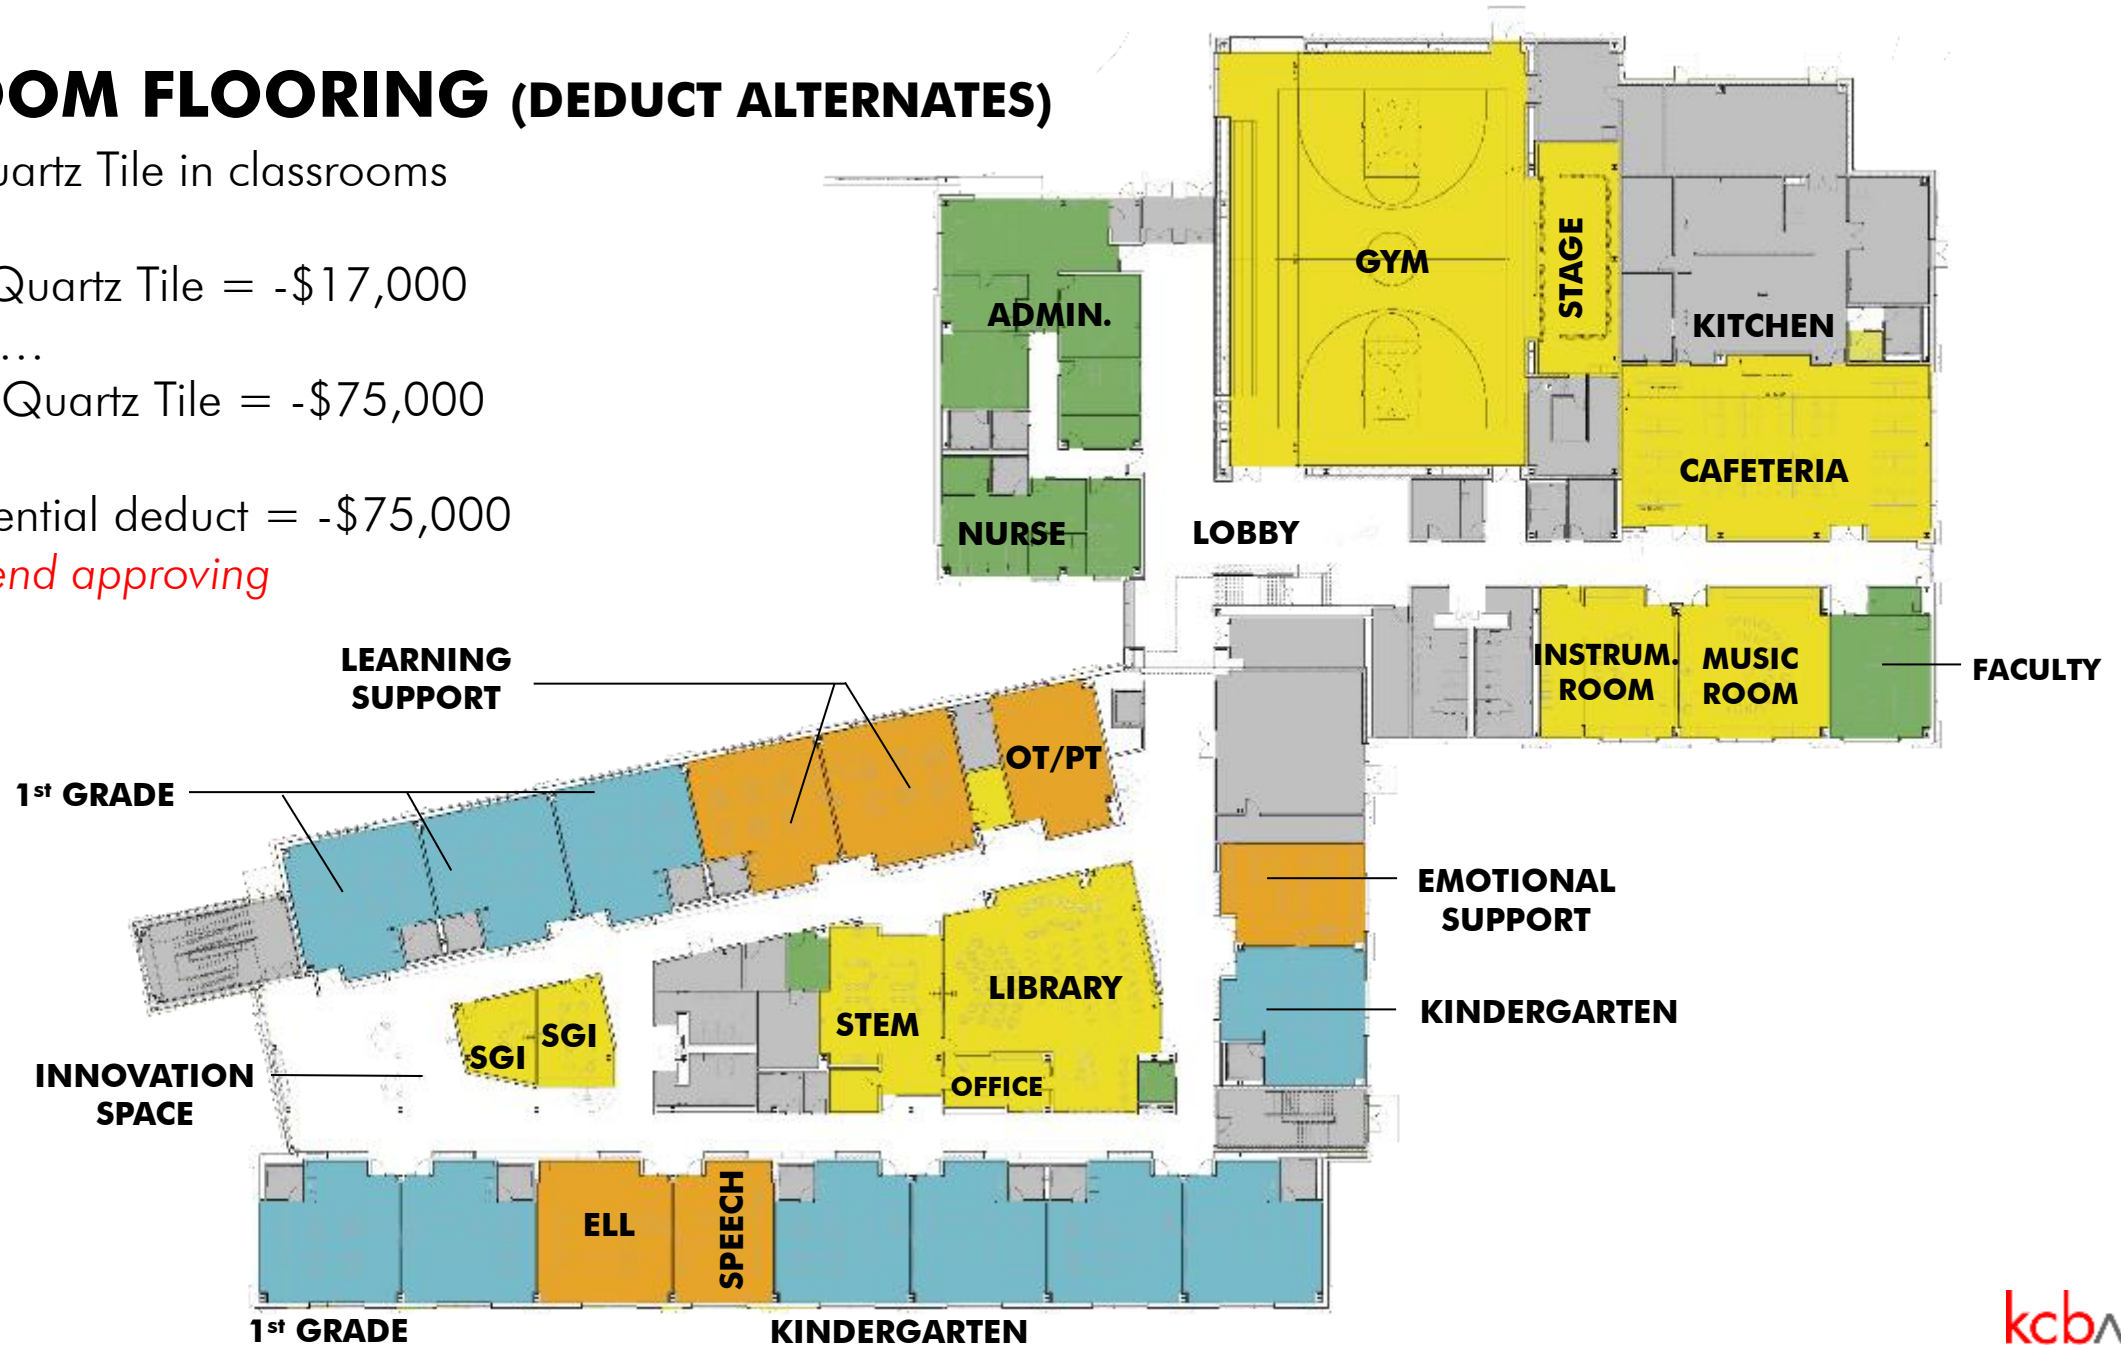 OOM FLOORING (DEDUCT ALTERNATES)
uartz Tile in classrooms
Quartz Tile = -$17,000
...
Quartz Tile = -$75,000
ential deduct = -$75,000
end approving
GYM
STAGE
KITCHEN
ADMIN.
CAFETERIA
NURSE
LOBBY
INSTRUM.
ROOM
MUSIC
ROOM
FACULTY
LEARNING
SUPPORT
OT/PT
1st GRADE
EMOTIONAL
SUPPORT
LIBRARY
KINDERGARTEN
STEM
SGI
SGI
OFFICE
INNOVATION
SPACE
ELL
SPEECH
1st GRADE
KINDERGARTEN
kcb